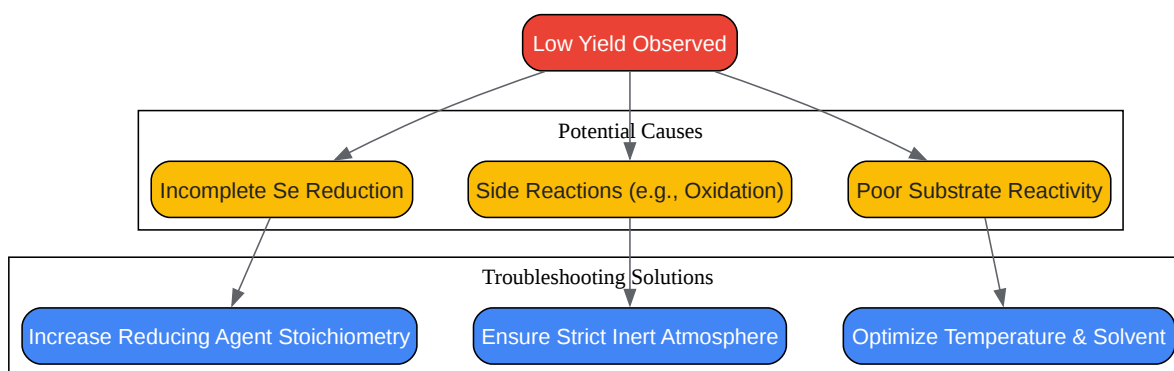 Low Yield Observed
Potential Causes
Incomplete Se Reduction
Side Reactions (e.g., Oxidation)
Poor Substrate Reactivity
Troubleshooting Solutions
Increase Reducing Agent Stoichiometry
Ensure Strict Inert Atmosphere
Optimize Temperature & Solvent